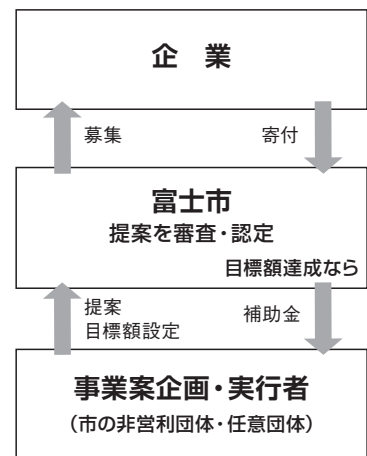 企 業
募集
寄付
富士市
提案を審査・認定
目標額達成なら
提案
目標額設定
補助金
事業案企画・実行者
(市の非営利団体・任意団体)